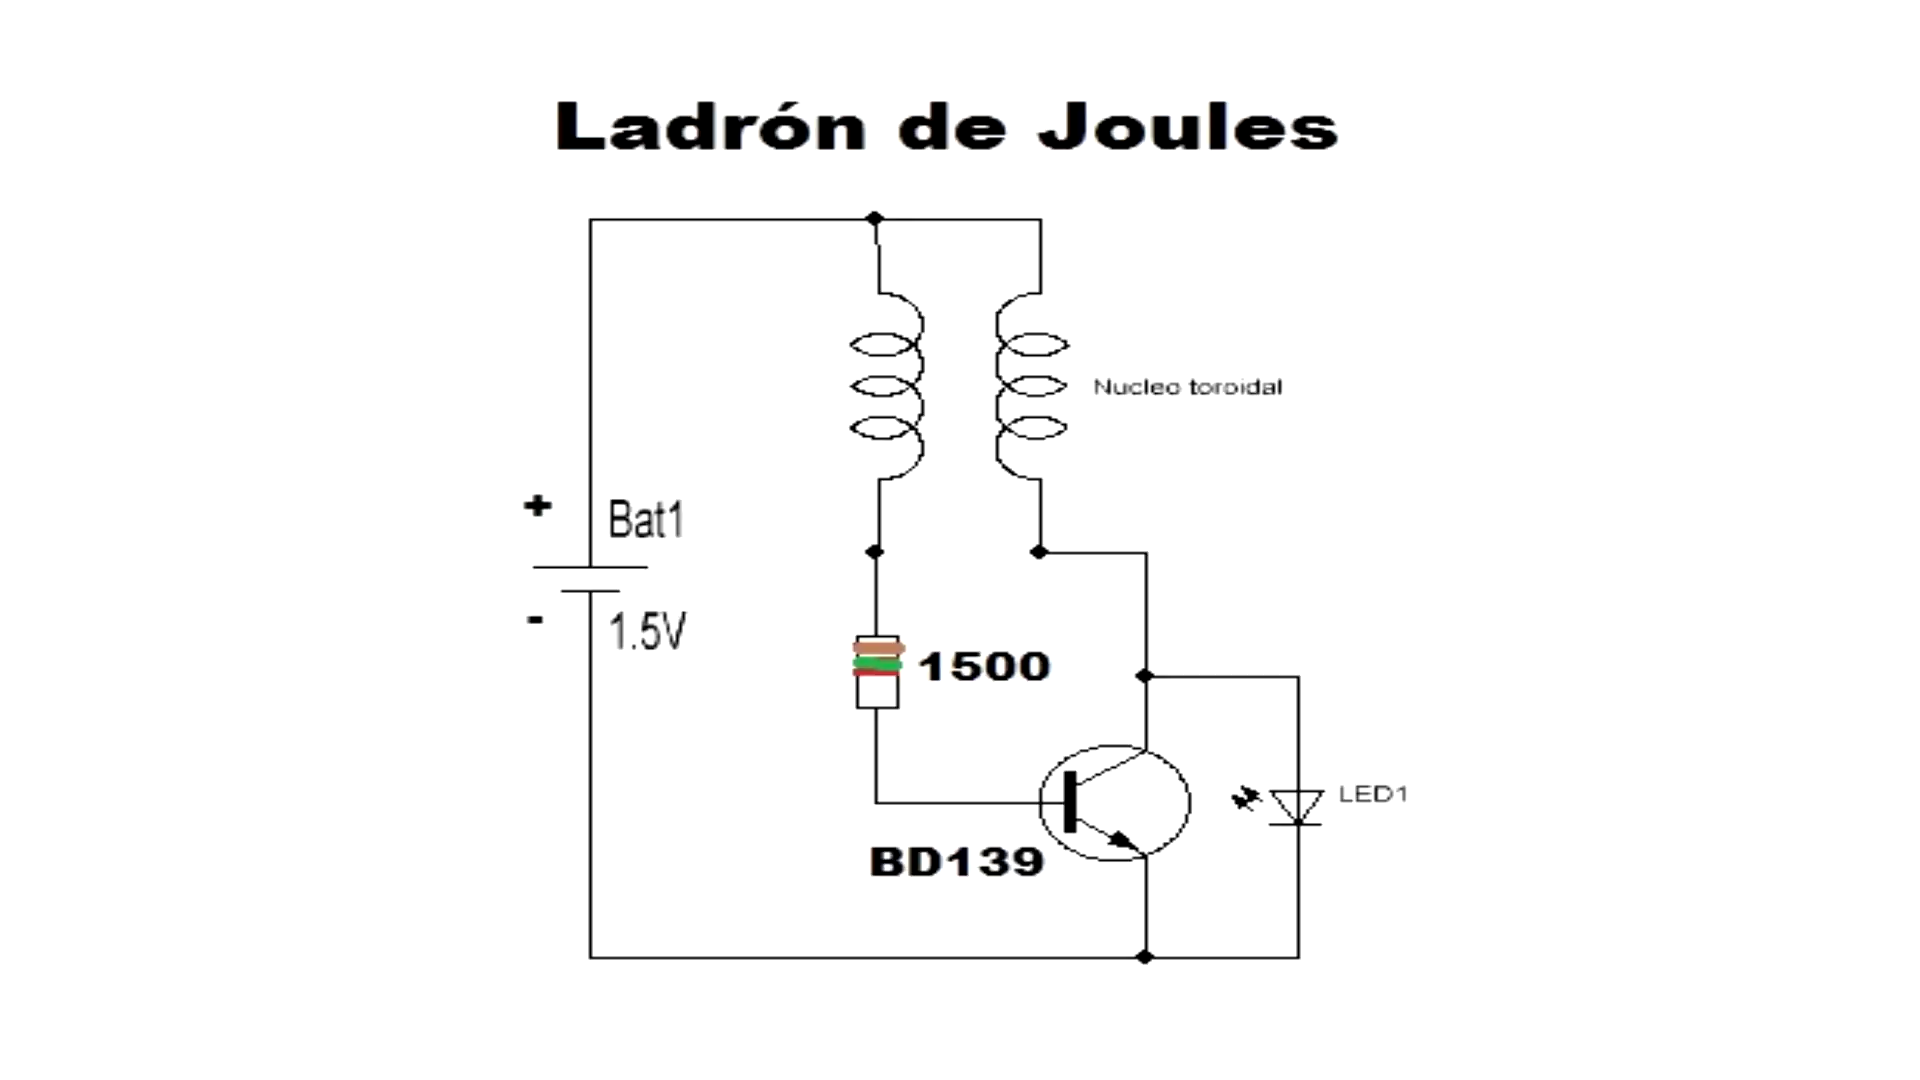 Ladrón de Joules
Nucleo toroidal
+
Bat1
-
1.5V
1500
LED1
BD139